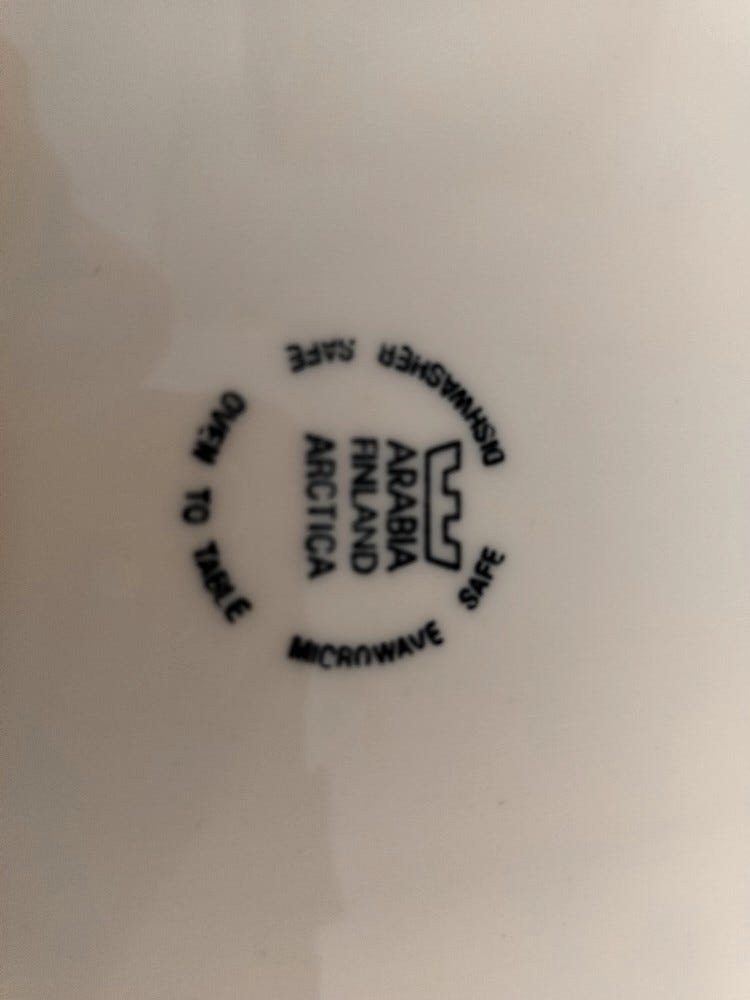 ARABIA
FINLAND
ARCTICA
DISHWASHER SAFE
OVEN TO TABLE
MICROWAVE SAFE